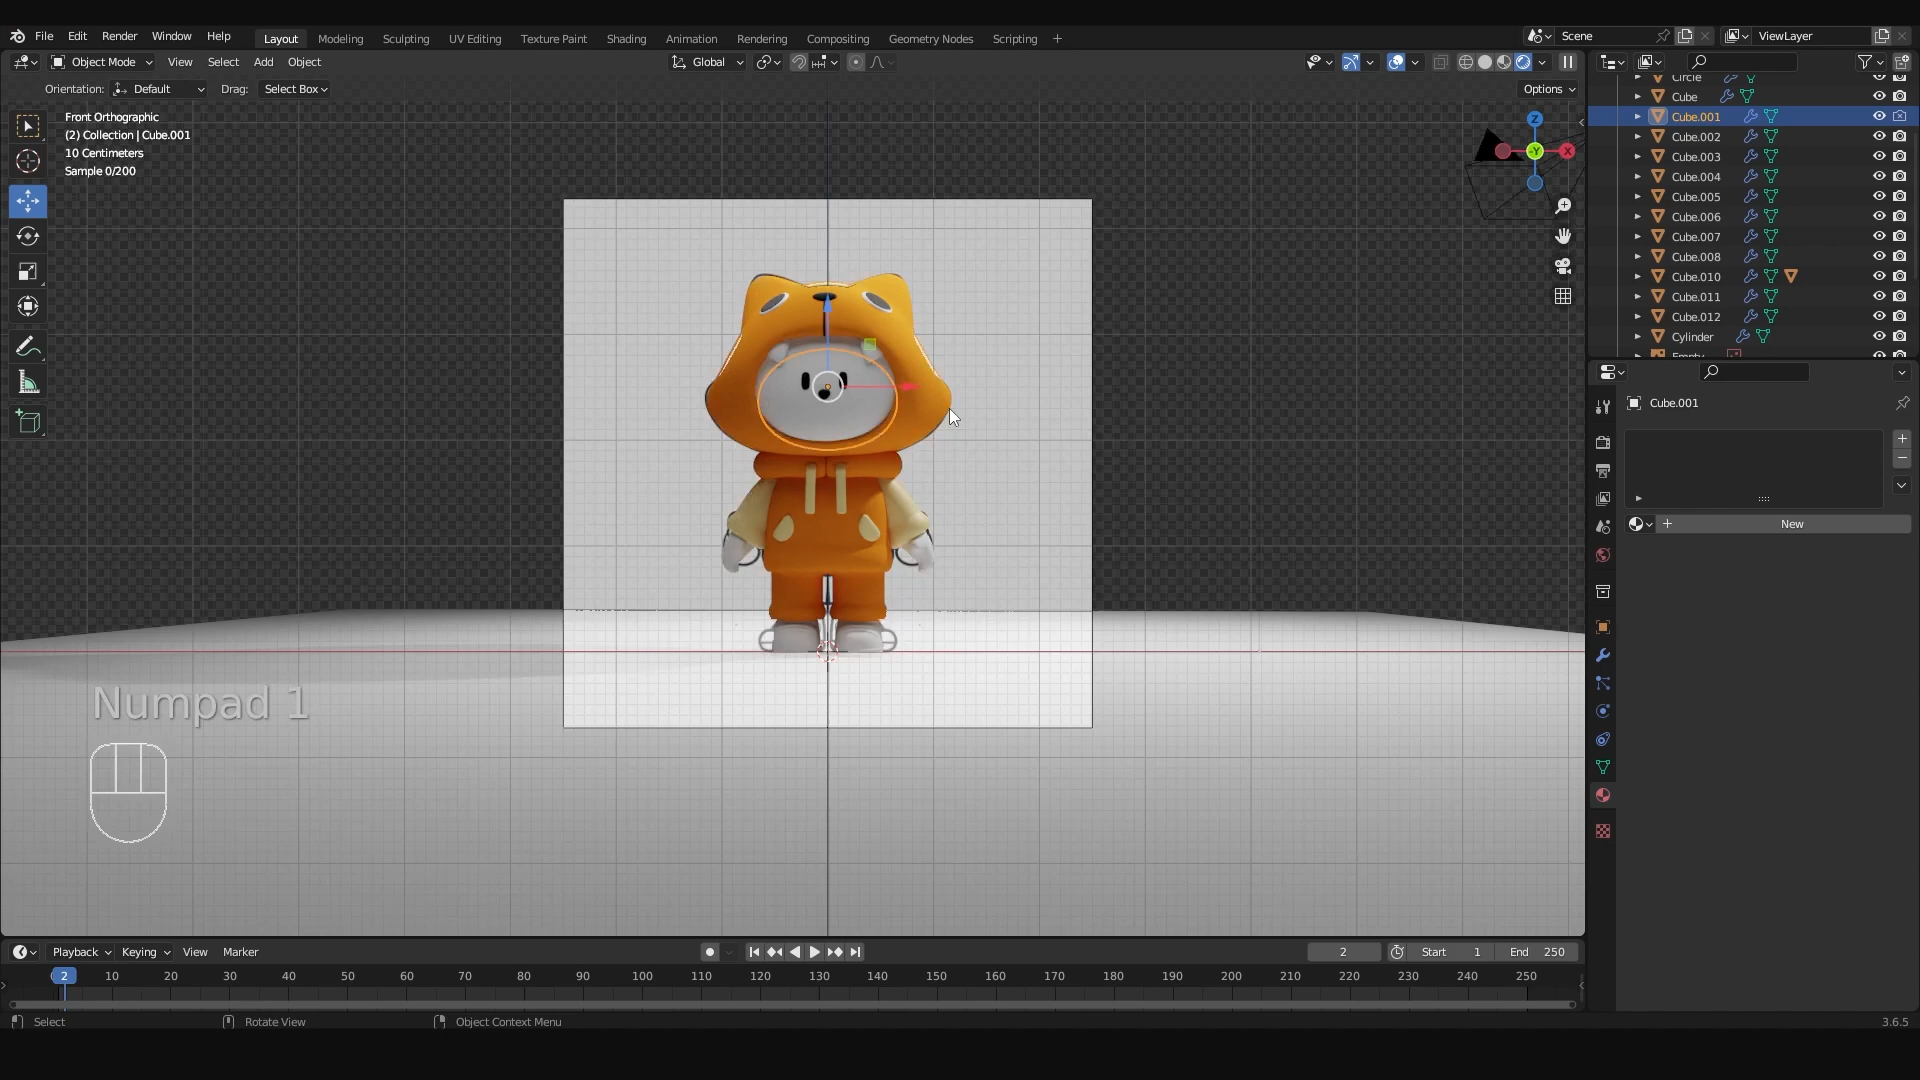 File Edit Render Window Help Layout Modeling Sculpting UV Editing Texture Paint Shading Animation Rendering Compositing Geometry Nodes Scripting + Scene ViewLayer
Object Mode View Select Add Object Global
Orientation: Default Drag: Select Box Options
Front Orthographic
(2) Collection | Cube.001
10 Centimeters
Sample 0/200
Z
-Y
X
Numpad 1
Circle
Cube
Cube.001
Cube.002
Cube.003
Cube.004
Cube.005
Cube.006
Cube.007
Cube.008
Cube.010
Cube.011
Cube.012
Cylinder
Empty
Cube.001
New
Playback Keying View Marker 2 Start 1 End 250
2 10 20 30 40 50 60 70 80 90 100 110 120 130 140 150 160 170 180 190 200 210 220 230 240 250
Select Rotate View Object Context Menu 3.6.5